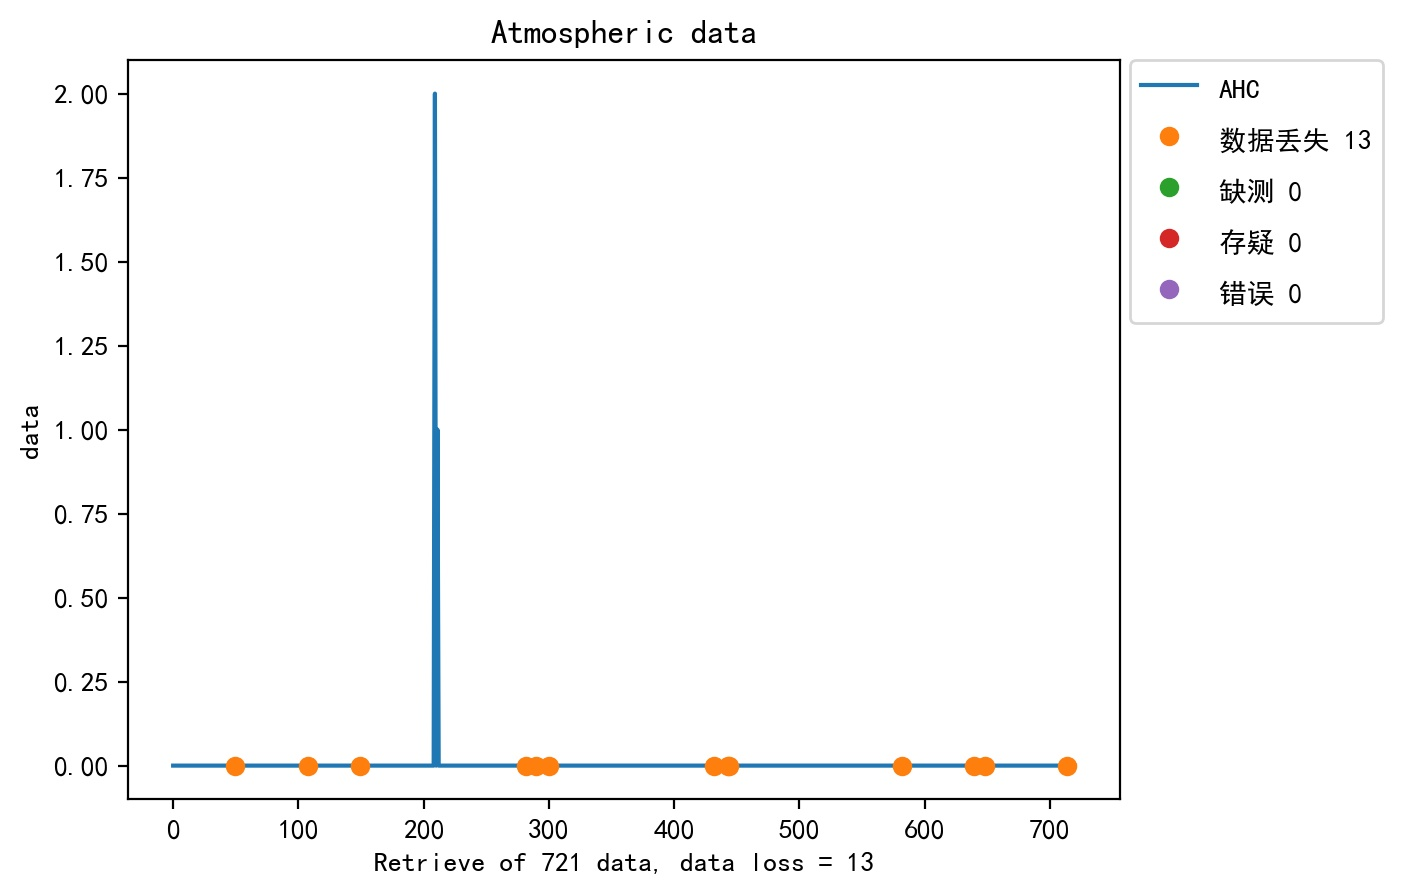 Atmospheric data
AHC
数据丢失 13
缺测 0
存疑 0
错误 0
data
2.00
1.75
1.50
1.25
1.00
0.75
0.50
0.25
0.00
0 100 200 300 400 500 600 700
Retrieve of 721 data, data loss = 13